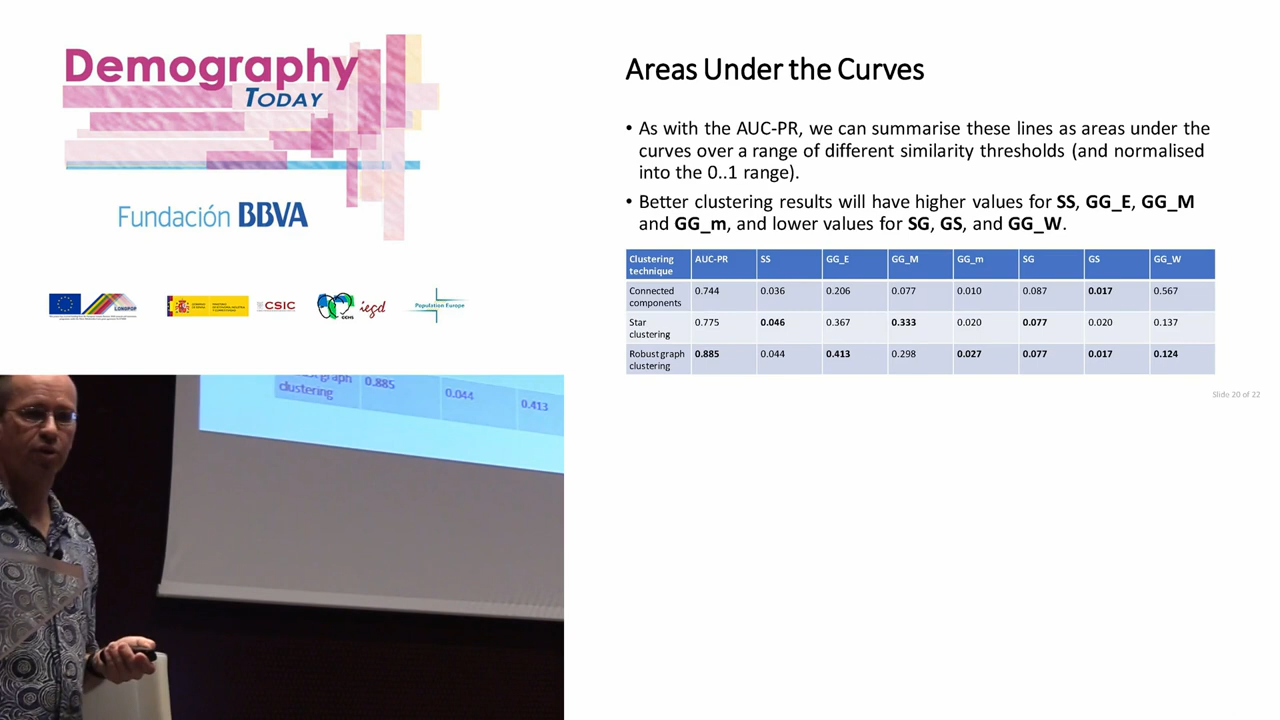 Demography
TODAY
Fundación BBVA
CSIC
iegd
Population Europe
Areas Under the Curves
• As with the AUC-PR, we can summarise these lines as areas under the
curves over a range of different similarity thresholds (and normalised
into the 0..1 range).
• Better clustering results will have higher values for SS, GG_E, GG_M
and GG_m, and lower values for SG, GS, and GG_W.
Clustering technique AUC-PR SS GG_E GG_M GG_m SG GS GG_W
Connected components 0.744 0.036 0.206 0.077 0.010 0.087 0.017 0.567
Star clustering 0.775 0.046 0.367 0.333 0.020 0.077 0.020 0.137
Robust graph clustering 0.885 0.044 0.413 0.298 0.027 0.077 0.017 0.124
Slide 20 of 22
graph
clustering 0.885 0.044 0.413